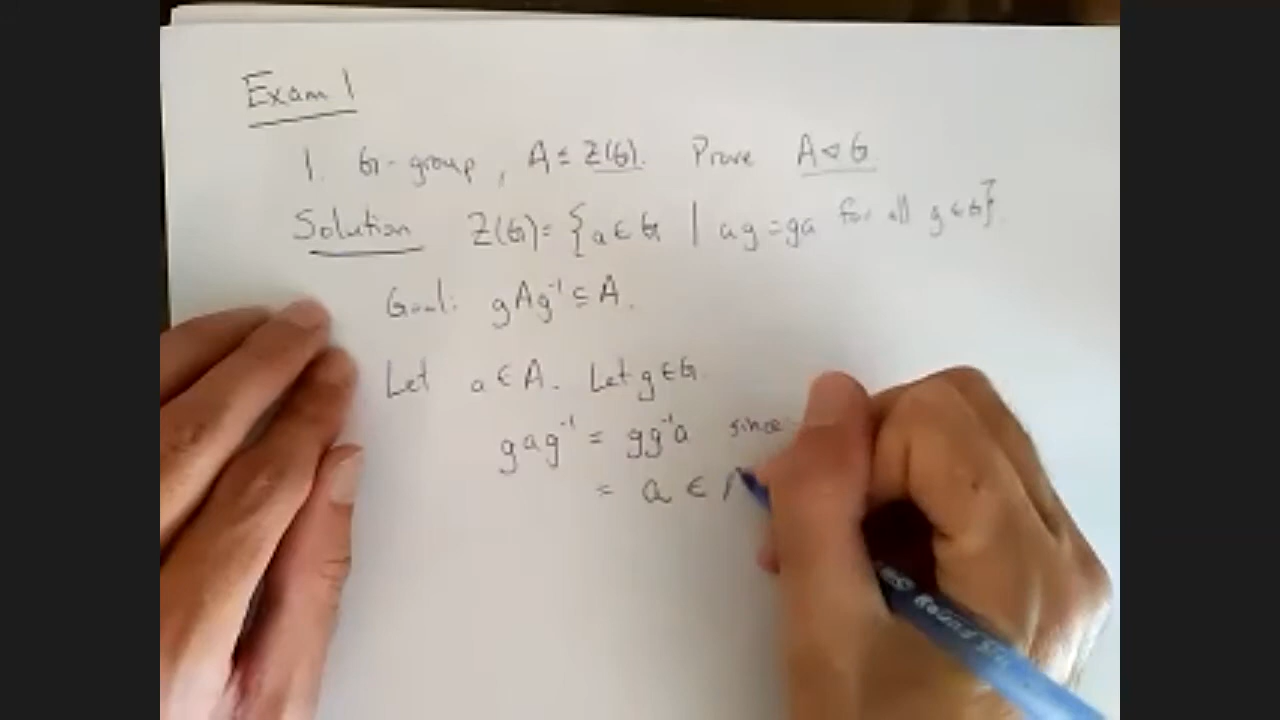 Exam 1
1. G-group, A ≤ Z(G). Prove A ◁ G
Solution Z(G) = {a ∈ G | ag = ga for all g ∈ G}.
Goal: gAg⁻¹ ⊆ A.
Let a ∈ A. Let g ∈ G.
gag⁻¹ = gg⁻¹a since
= a ∈